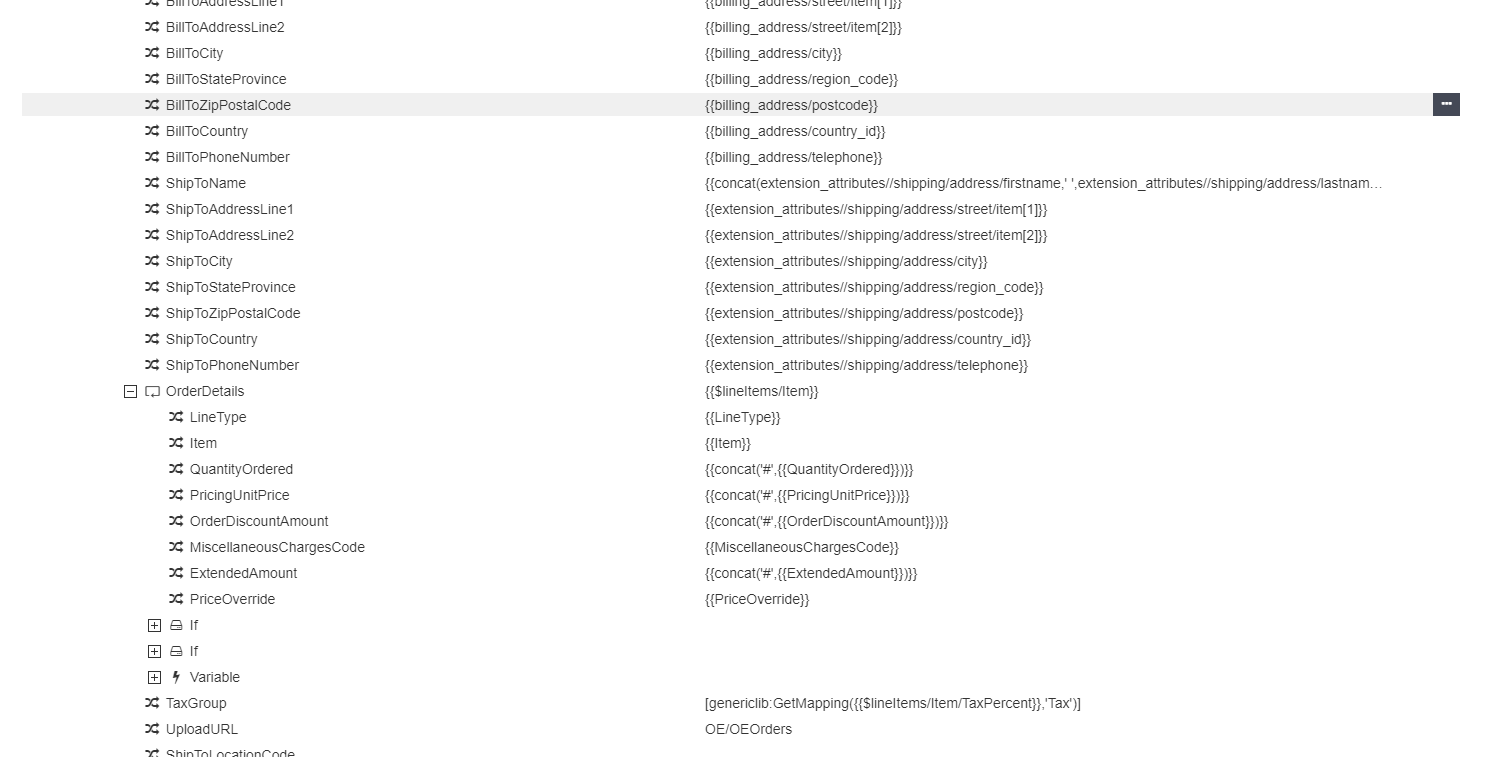 BillToAddressLine1 {{billing_address/street/item[1]}}
BillToAddressLine2 {{billing_address/street/item[2]}}
BillToCity {{billing_address/city}}
BillToStateProvince {{billing_address/region_code}}
BillToZipPostalCode {{billing_address/postcode}}
BillToCountry {{billing_address/country_id}}
BillToPhoneNumber {{billing_address/telephone}}
ShipToName {{concat(extension_attributes//shipping/address/firstname,' ',extension_attributes//shipping/address/lastnam…
ShipToAddressLine1 {{extension_attributes//shipping/address/street/item[1]}}
ShipToAddressLine2 {{extension_attributes//shipping/address/street/item[2]}}
ShipToCity {{extension_attributes//shipping/address/city}}
ShipToStateProvince {{extension_attributes//shipping/address/region_code}}
ShipToZipPostalCode {{extension_attributes//shipping/address/postcode}}
ShipToCountry {{extension_attributes//shipping/address/country_id}}
ShipToPhoneNumber {{extension_attributes//shipping/address/telephone}}
OrderDetails {{$lineItems/Item}}
LineType {{LineType}}
Item {{Item}}
QuantityOrdered {{concat('#',{{QuantityOrdered}})}}
PricingUnitPrice {{concat('#',{{PricingUnitPrice}})}}
OrderDiscountAmount {{concat('#',{{OrderDiscountAmount}})}}
MiscellaneousChargesCode {{MiscellaneousChargesCode}}
ExtendedAmount {{concat('#',{{ExtendedAmount}})}}
PriceOverride {{PriceOverride}}
If
If
Variable
TaxGroup [genericlib:GetMapping({{$lineItems/Item/TaxPercent}},'Tax')]
UploadURL OE/OEOrders
ShipToLocationCode